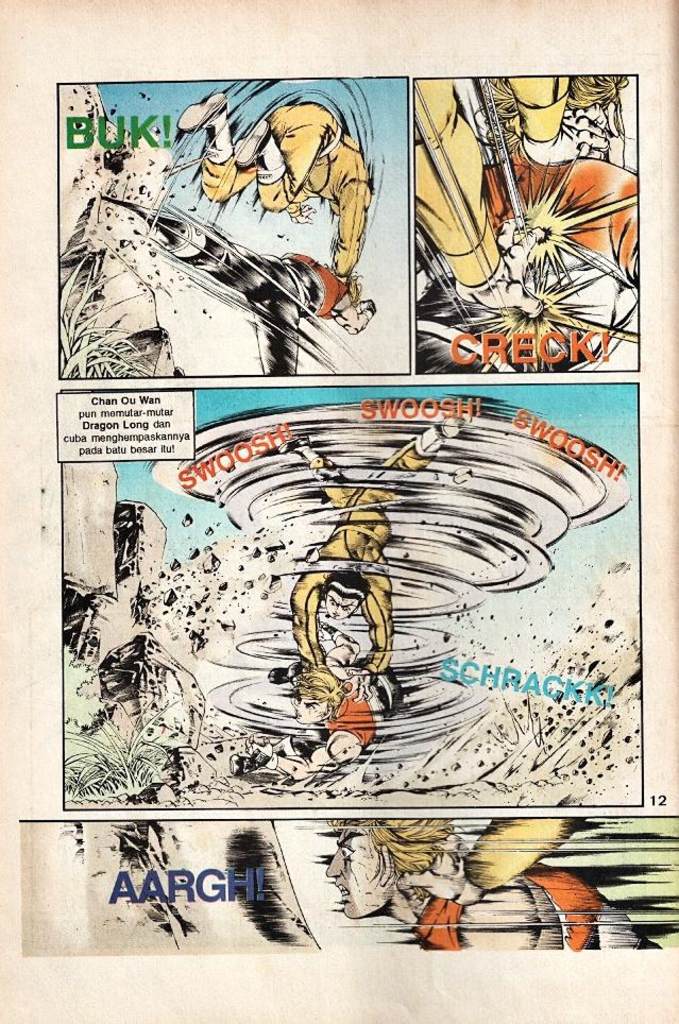 BUK!
CRECK!
Chan Ou Wan
pun memutar-mutar
Dragon Long dan
cuba menghempaskannya
pada batu besar itu!
SWOOSH!
SWOOSH!
SWOOSH!
SCHRACKK!
12
AARGH!